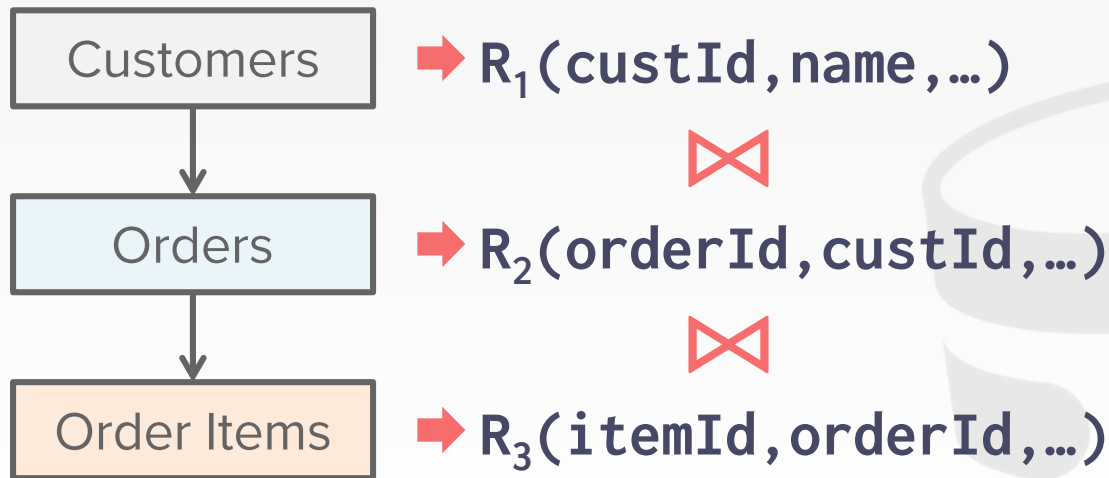 Customers
R₁(custId,name,…)
⋈
Orders
R₂(orderId,custId,…)
⋈
Order Items
R₃(itemId,orderId,…)